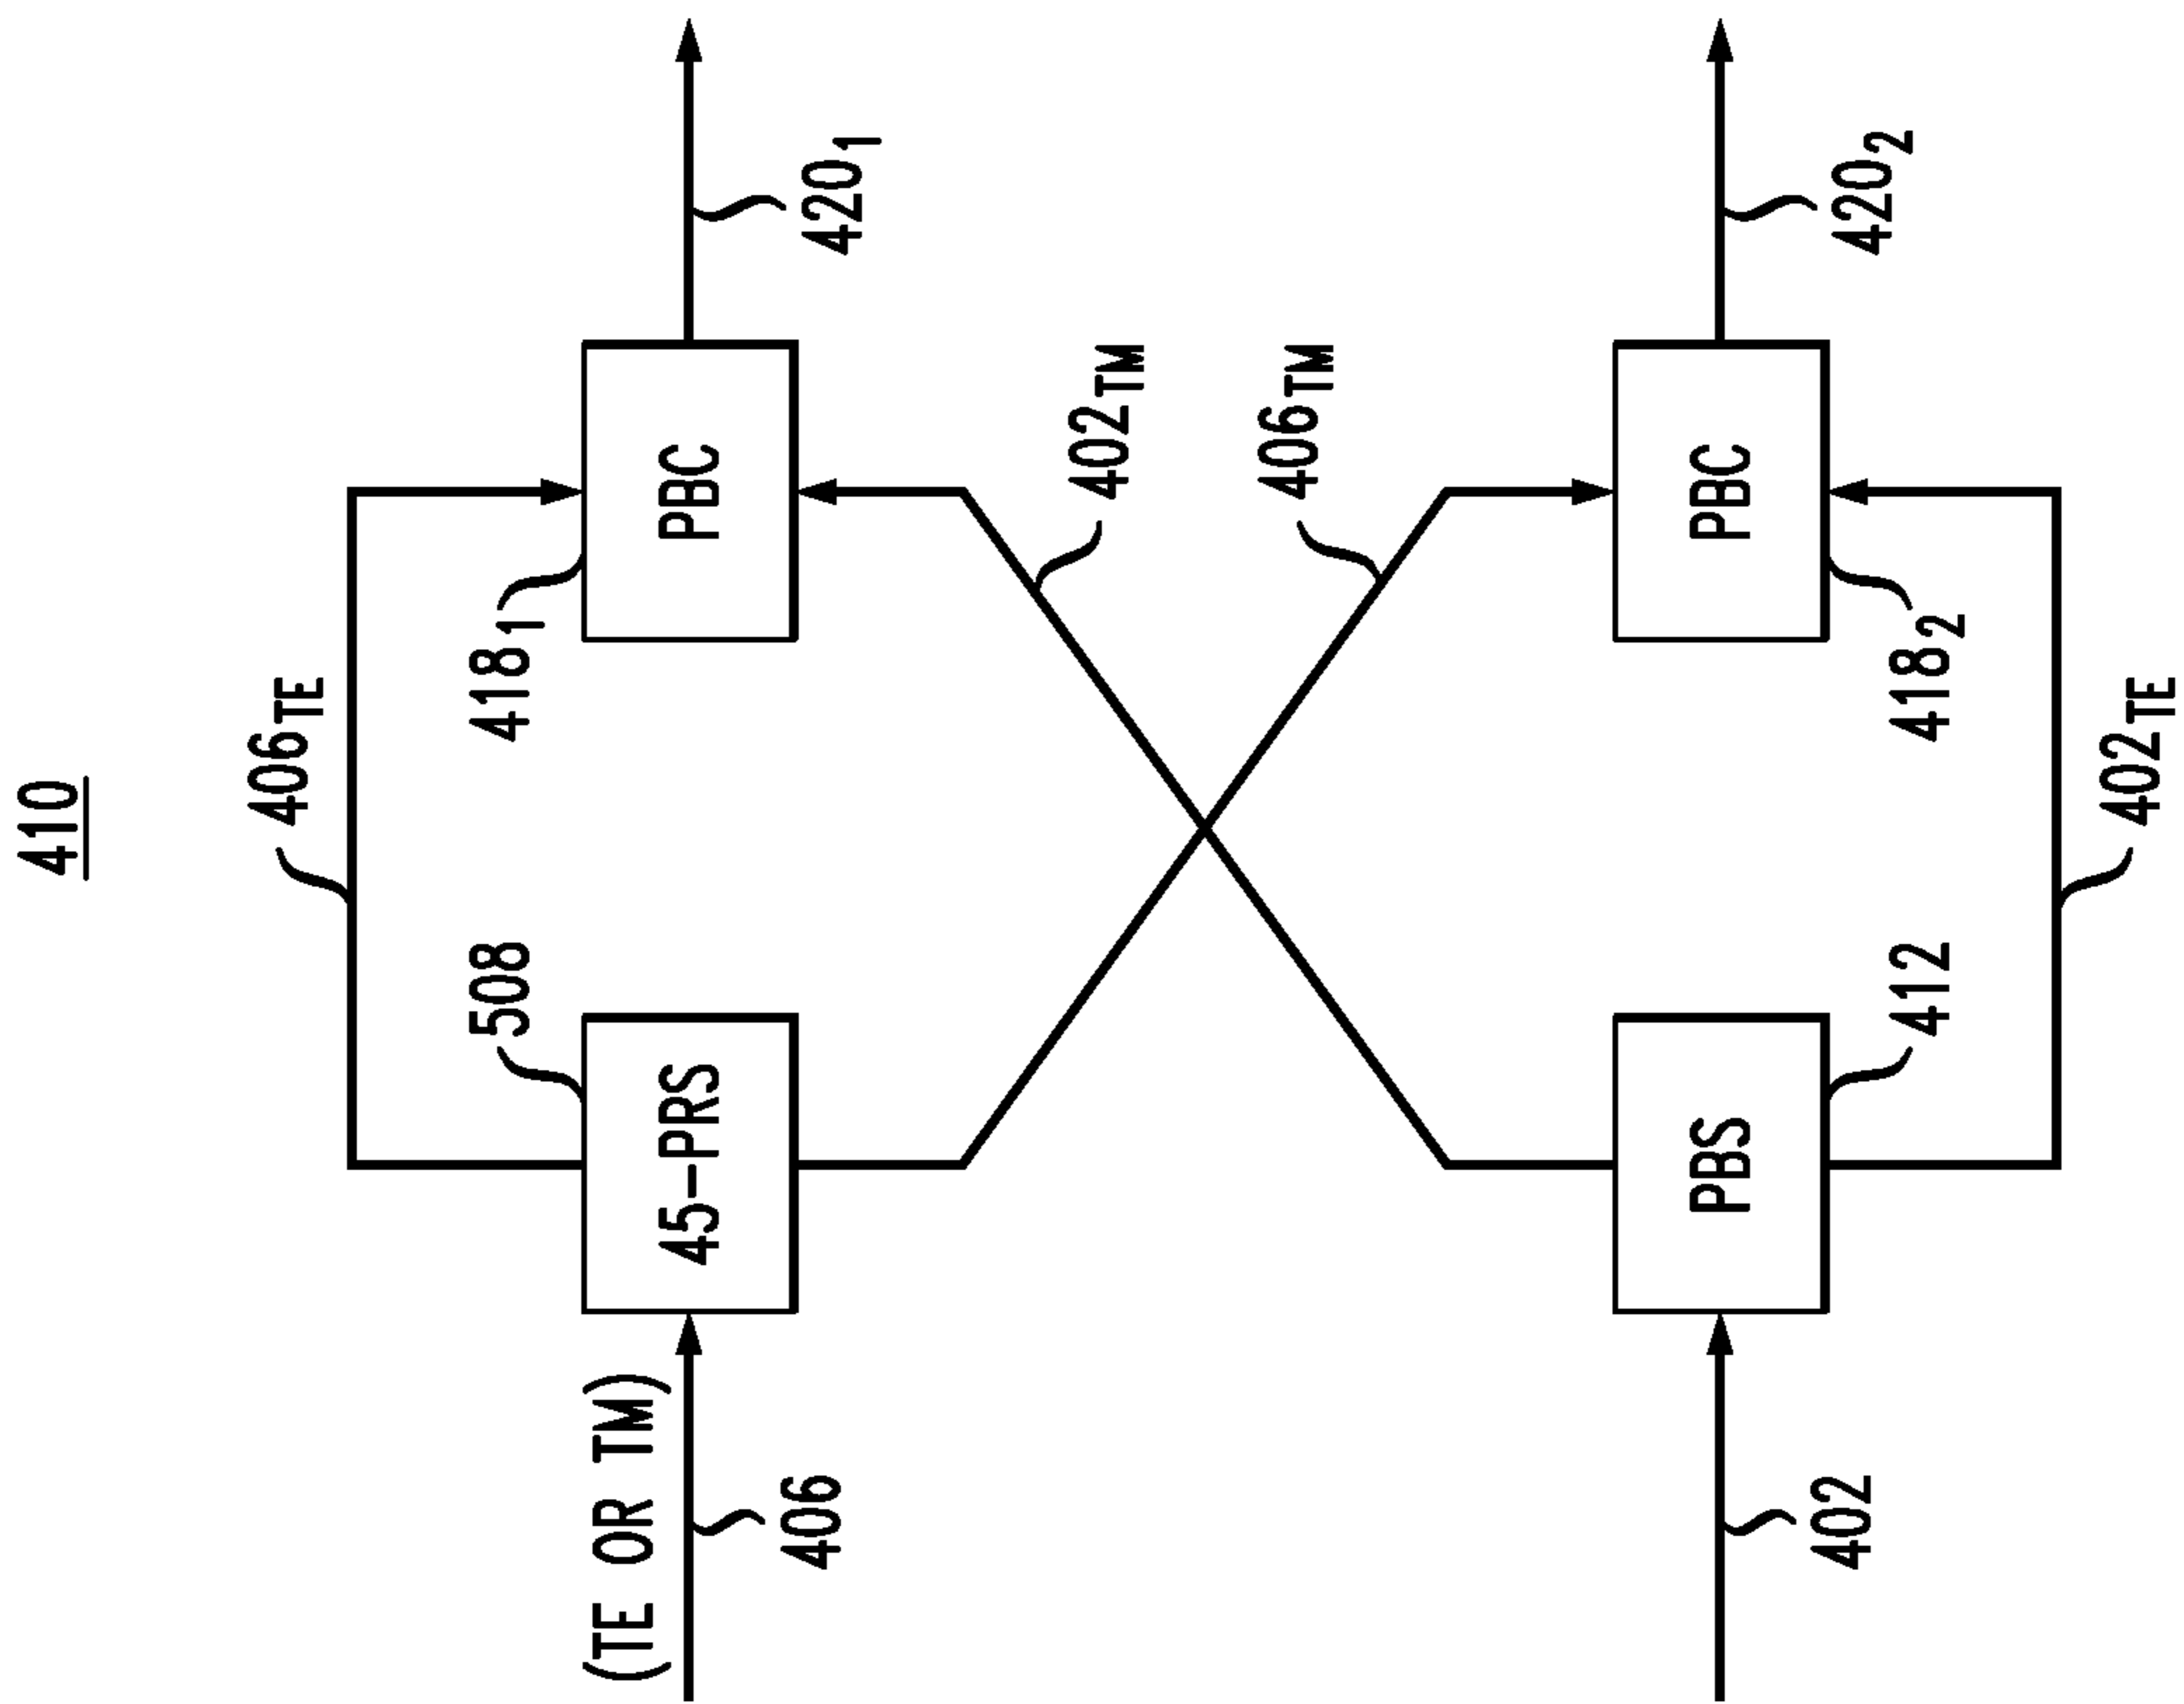 410
406TE
508
418₁
45-PRS
PBC
(TE OR TM)
406
420₁
402TM
406TM
412
418₂
PBS
PBC
402
420₂
402TE